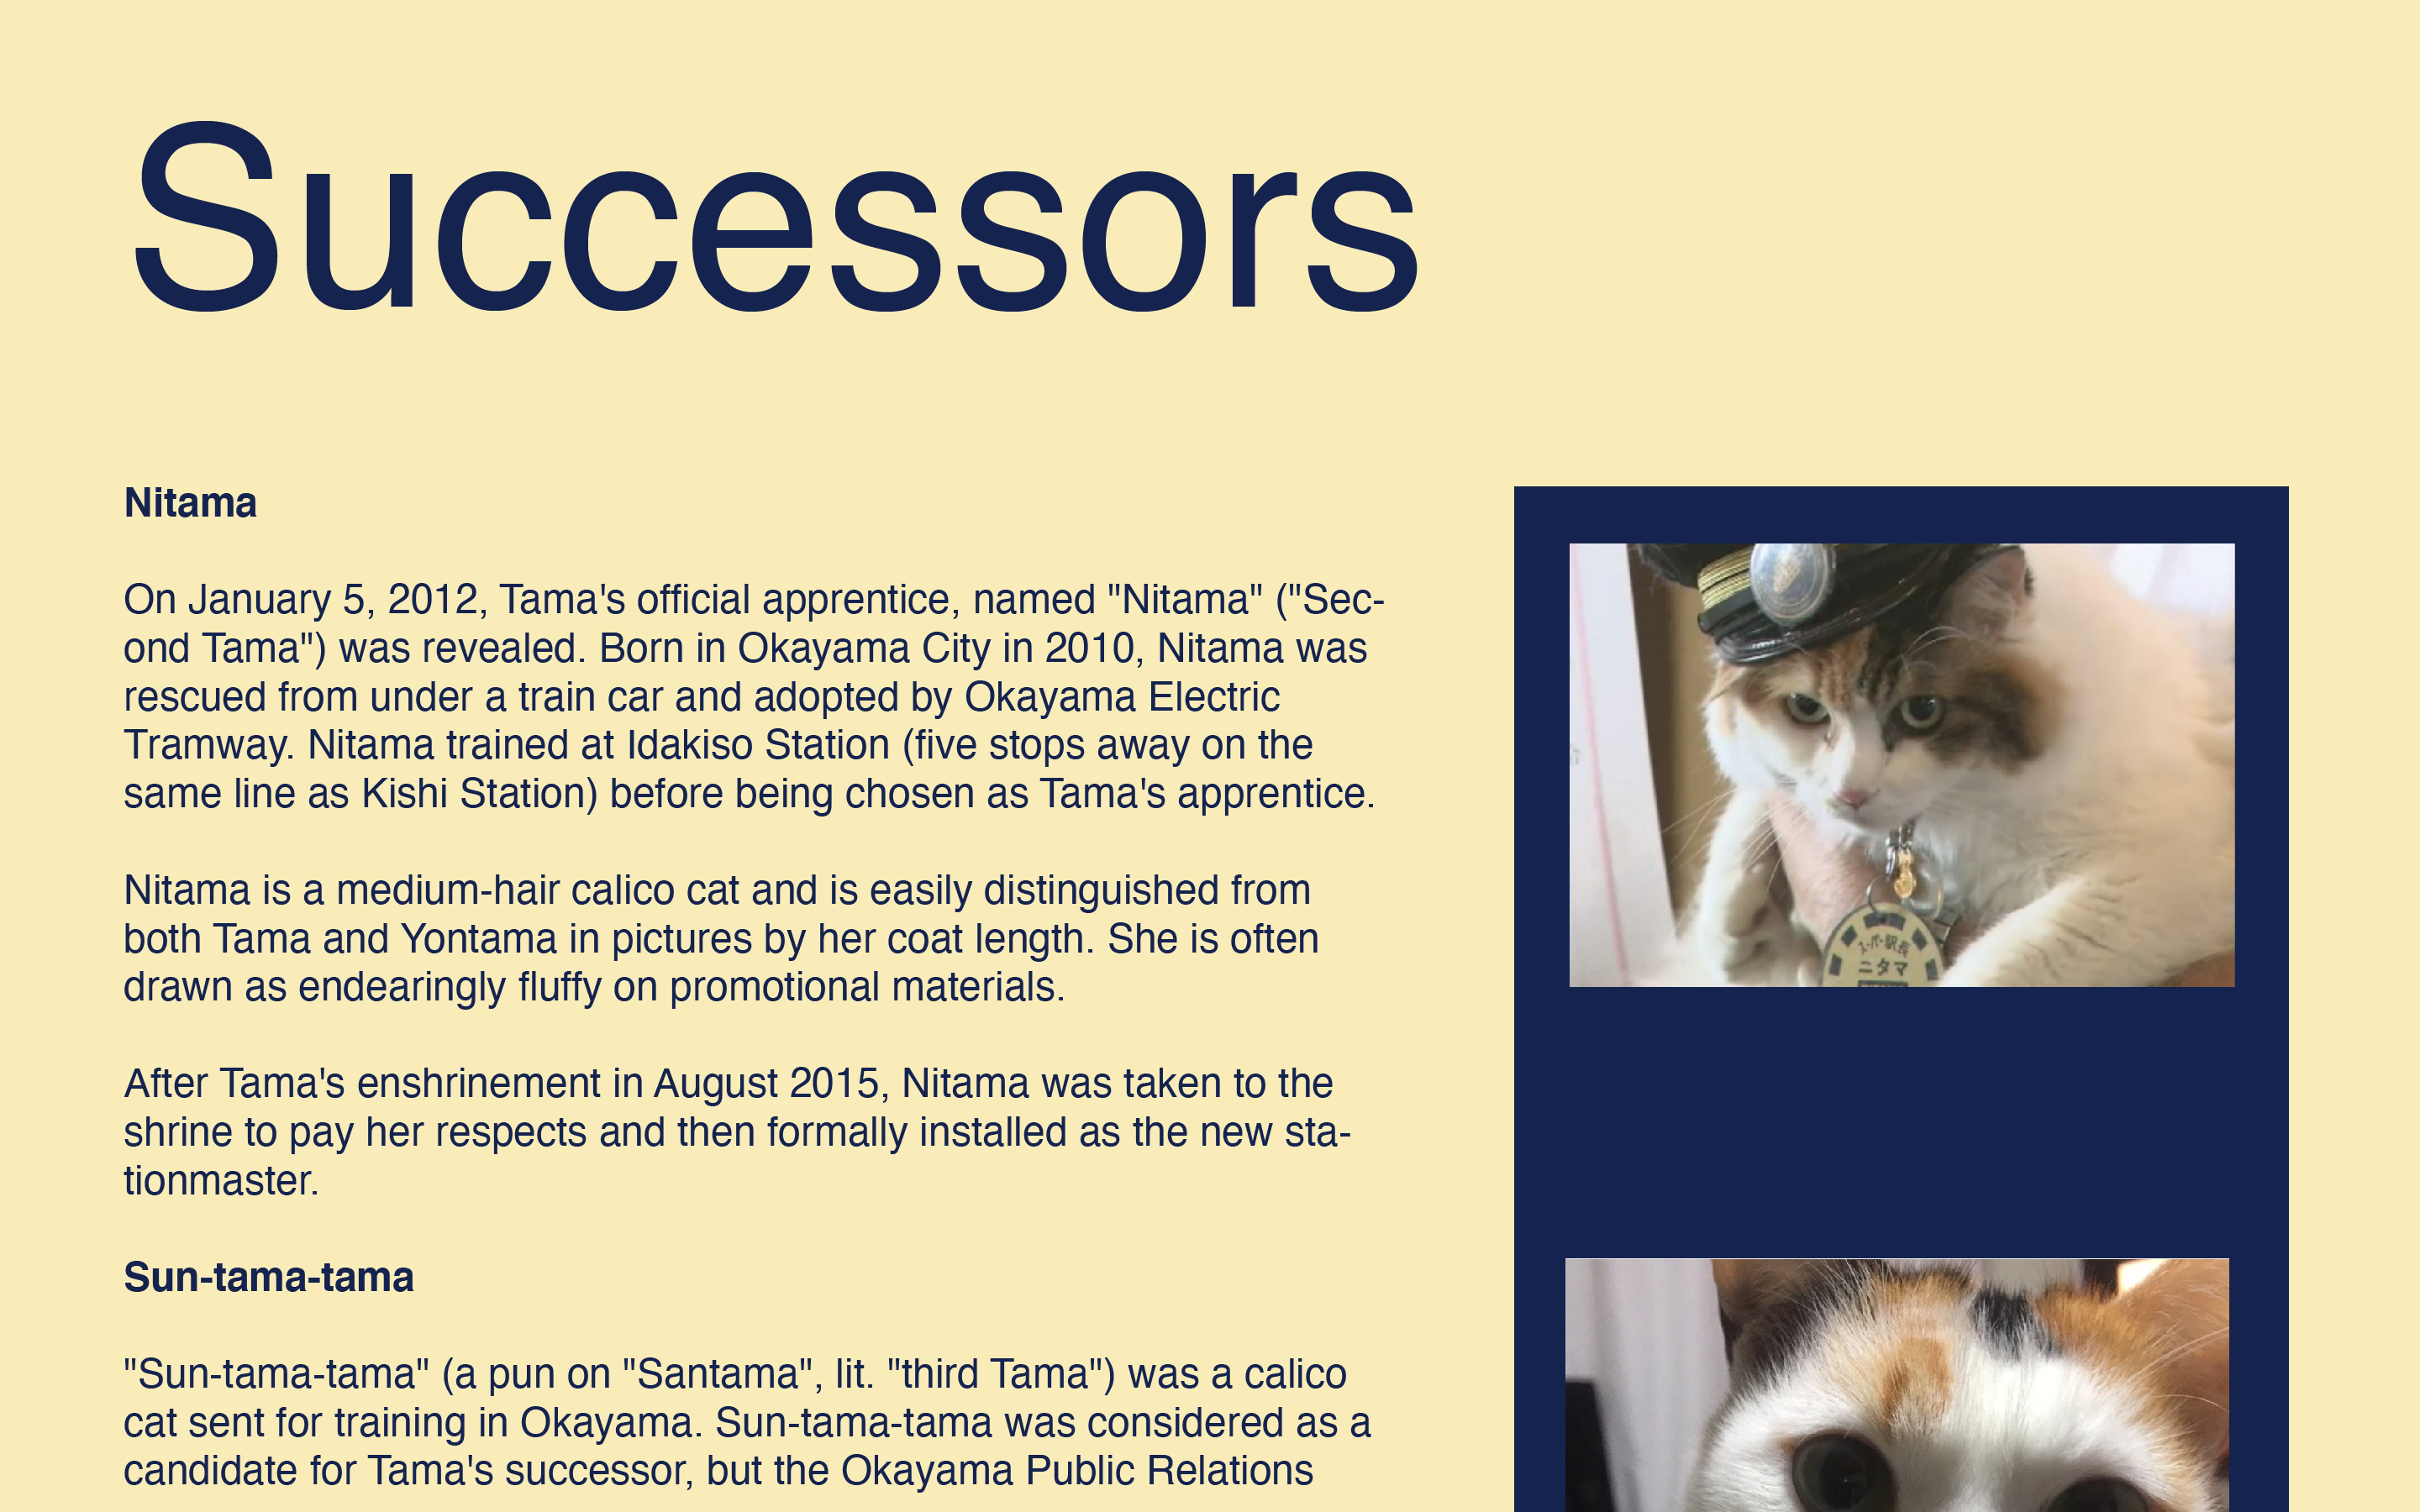 Successors
Nitama
On January 5, 2012, Tama's official apprentice, named "Nitama" ("Sec-
ond Tama") was revealed. Born in Okayama City in 2010, Nitama was
rescued from under a train car and adopted by Okayama Electric
Tramway. Nitama trained at Idakiso Station (five stops away on the
same line as Kishi Station) before being chosen as Tama's apprentice.
Nitama is a medium-hair calico cat and is easily distinguished from
both Tama and Yontama in pictures by her coat length. She is often
drawn as endearingly fluffy on promotional materials.
After Tama's enshrinement in August 2015, Nitama was taken to the
shrine to pay her respects and then formally installed as the new sta-
tionmaster.
Sun-tama-tama
"Sun-tama-tama" (a pun on "Santama", lit. "third Tama") was a calico
cat sent for training in Okayama. Sun-tama-tama was considered as a
candidate for Tama's successor, but the Okayama Public Relations
スーパー駅長
ニタマ